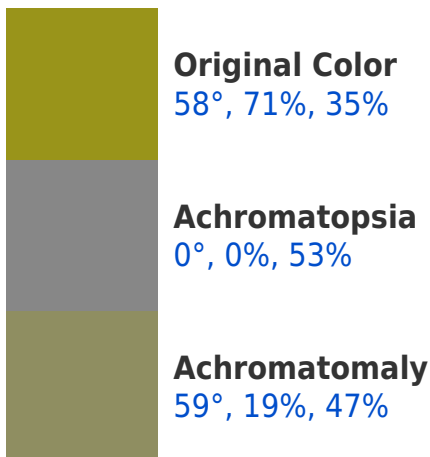 Original Color
58°, 71%, 35%
Achromatopsia
0°, 0%, 53%
Achromatomaly
59°, 19%, 47%